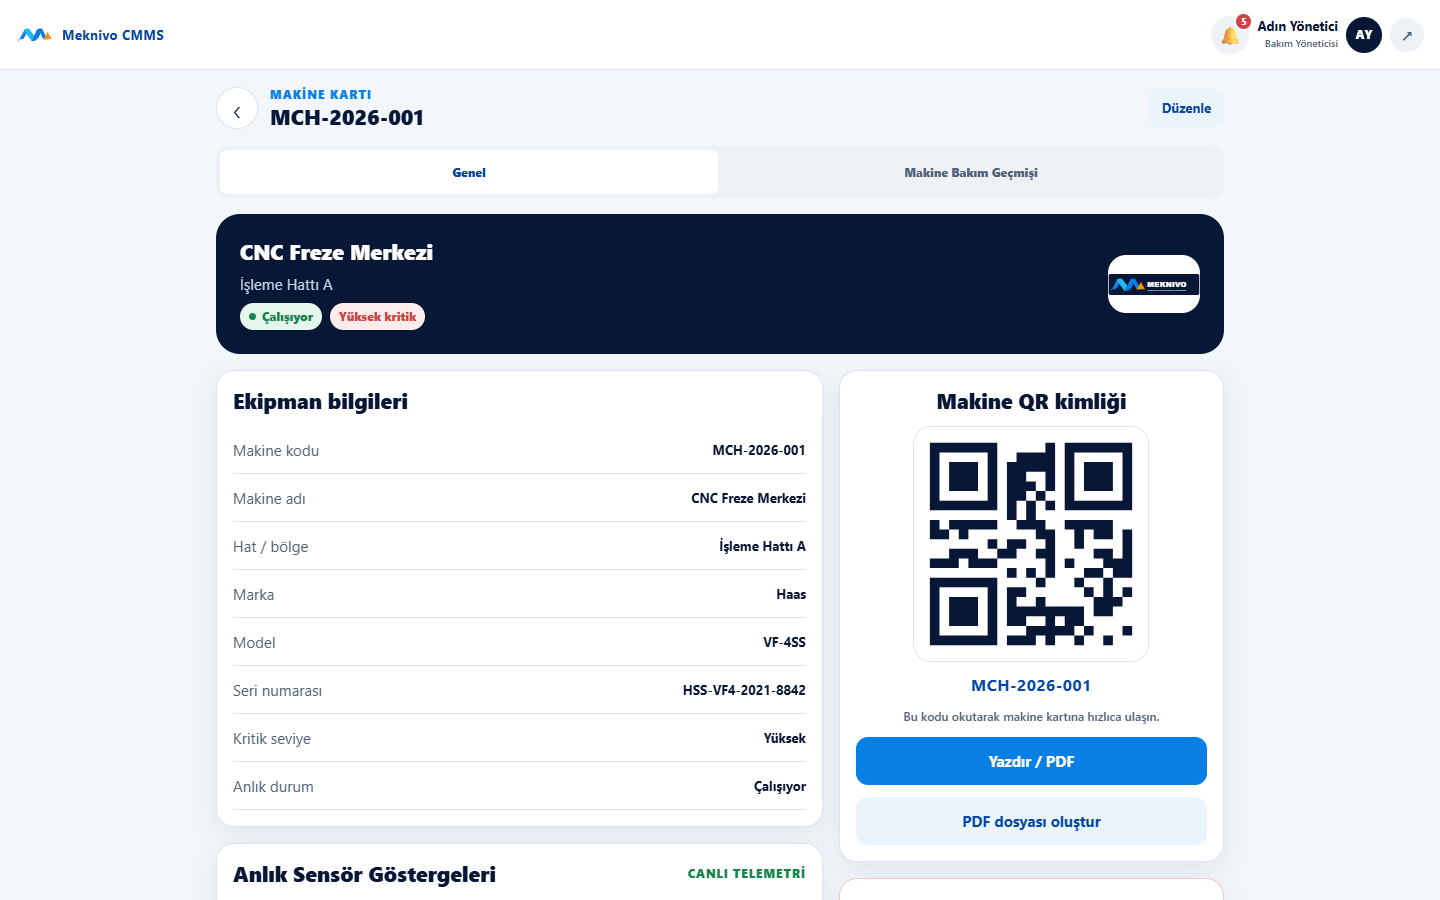 Meknivo CMMS
5
Adın Yönetici
Bakım Yöneticisi
AY
MAKİNE KARTI
MCH-2026-001
Düzenle
Genel
Makine Bakım Geçmişi
CNC Freze Merkezi
İşleme Hattı A
Çalışıyor
Yüksek kritik
MEKNIVO
Ekipman bilgileri
Makine kodu
MCH-2026-001
Makine adı
CNC Freze Merkezi
Hat / bölge
İşleme Hattı A
Marka
Haas
Model
VF-4SS
Seri numarası
HSS-VF4-2021-8842
Kritik seviye
Yüksek
Anlık durum
Çalışıyor
Makine QR kimliği
MCH-2026-001
Bu kodu okutarak makine kartına hızlıca ulaşın.
Yazdır / PDF
PDF dosyası oluştur
Anlık Sensör Göstergeleri
CANLI TELEMETRİ